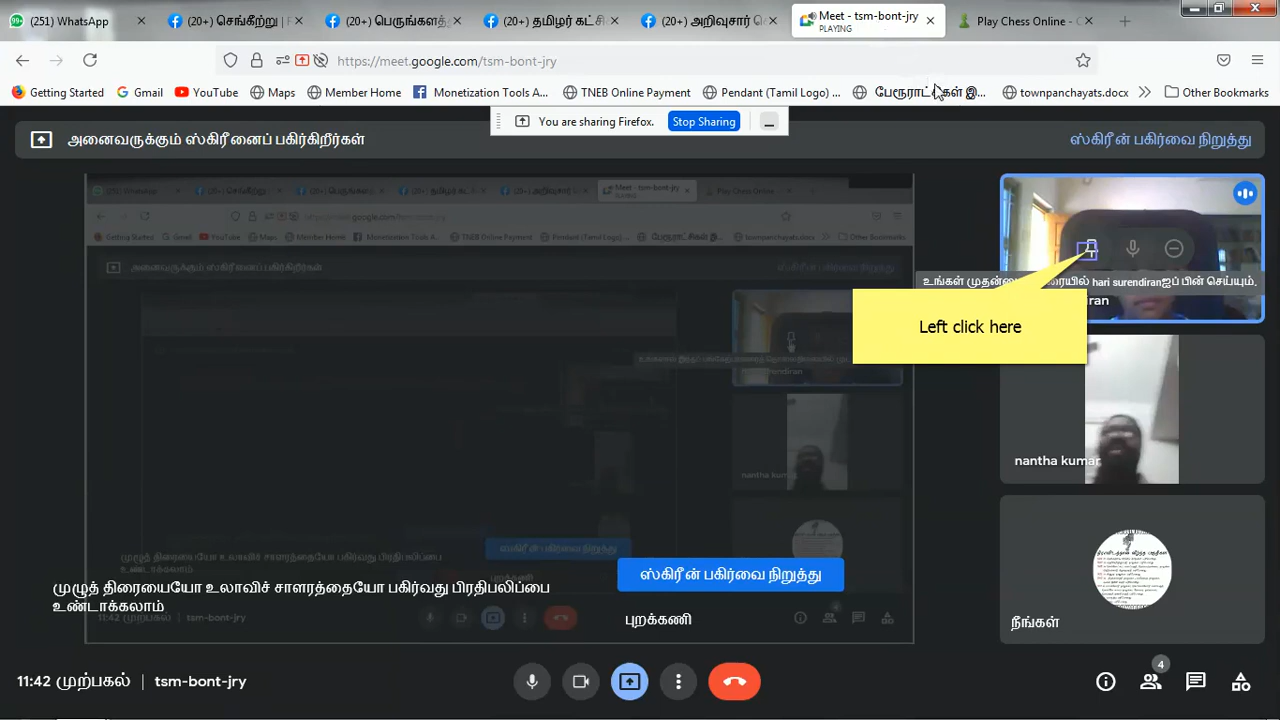 (251) WhatsApp
(20+) செங்கீற்று | F
(20+) பெருங்களத்
(20+) தமிழர் கட்சி
(20+) அறிவுசார் செ
Meet - tsm-bont-jry
PLAYING
Play Chess Online - C
https://meet.google.com/tsm-bont-jry
Getting Started
Gmail
YouTube
Maps
Member Home
Monetization Tools A...
TNEB Online Payment
Pendant (Tamil Logo) ...
townpanchayats.docx
Other Bookmarks
You are sharing Firefox.
Stop Sharing
அனைவருக்கும் ஸ்கிரீனைப் பகிர்கிறீர்கள்
ஸ்கிரீன் பகிர்வை நிறுத்து
hari surendiranஐப் பின் செய்யும்.
Left click here
nantha kumar
ஸ்கிரீன் பகிர்வை நிறுத்து
முழுத் திரையையோ உலாவிச் சாளரத்தையோ
உண்டாக்கலாம்
புறக்கணி
நீங்கள்
11:42 முற்பகல் | tsm-bont-jry
4